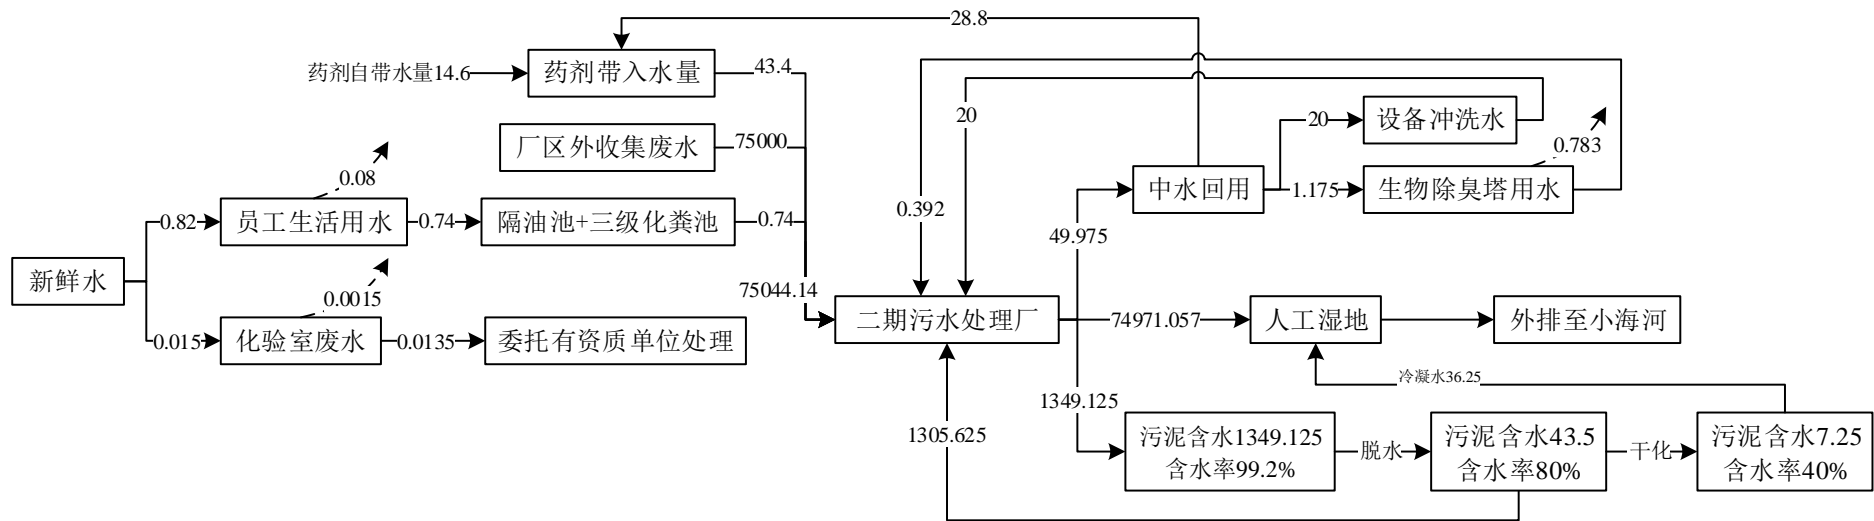 28.8
药剂自带水量14.6
药剂带入水量
43.4
20
20
设备冲洗水
厂区外收集废水
75000
0.783
0.08
中水回用
1.175
生物除臭塔用水
0.82
员工生活用水
0.74
隔油池+三级化粪池
0.74
0.392
49.975
新鲜水
0.0015
75044.14
二期污水处理厂
74971.057
人工湿地
外排至小海河
0.015
化验室废水
0.0135
委托有资质单位处理
冷凝水36.25
1349.125
1305.625
污泥含水1349.125
含水率99.2%
脱水
污泥含水43.5
含水率80%
干化
污泥含水7.25
含水率40%